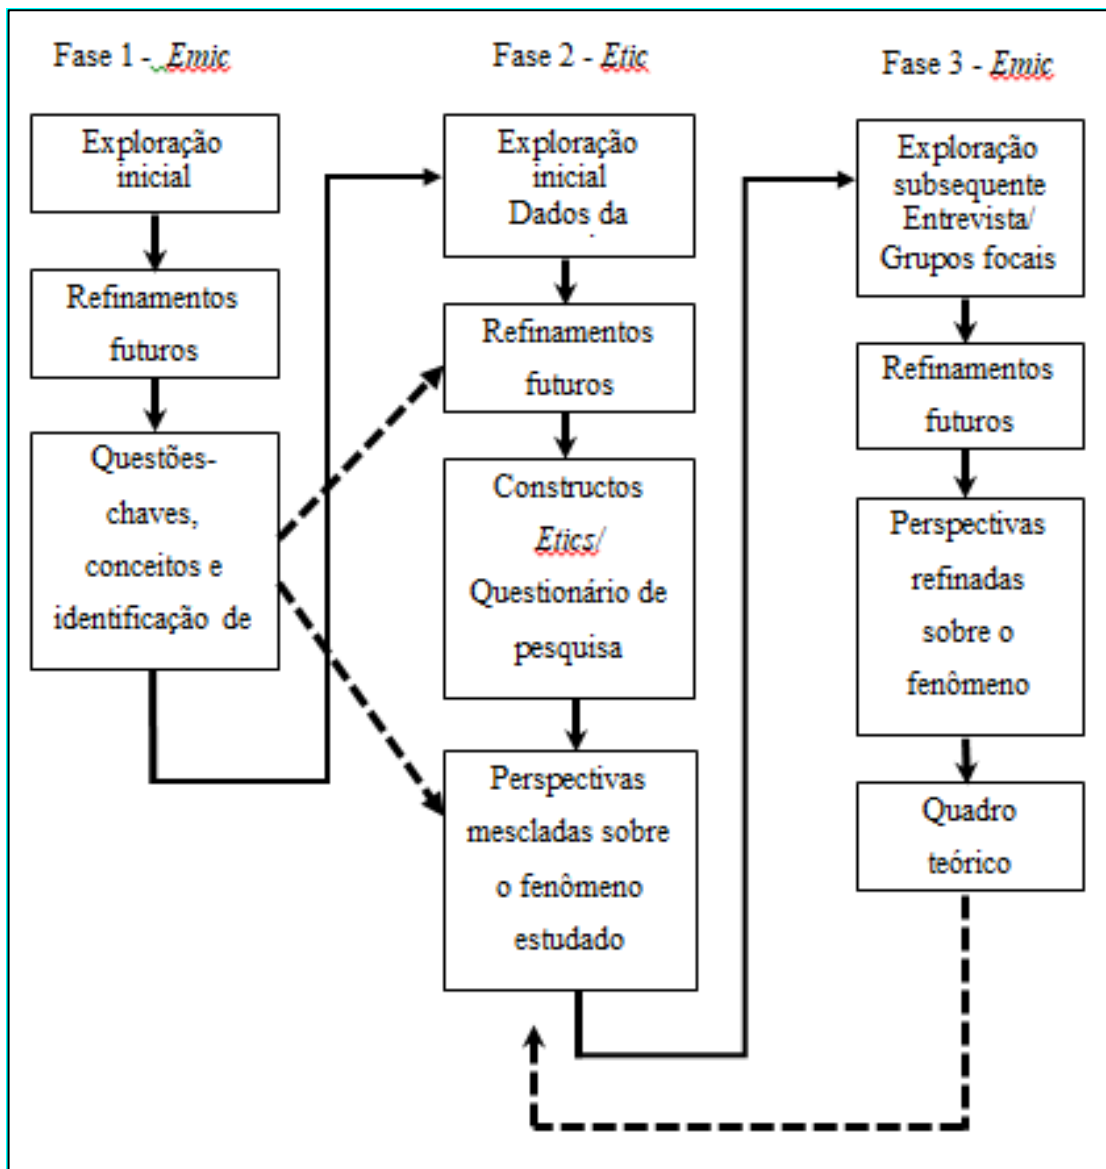 Fase 1 - Emic
Exploração
inicial
Refinamentos
futuros
Questões-
chaves,
conceitos e
identificação de
Fase 2 - Etic
Exploração
inicial
Dados da
Refinamentos
futuros
Constructos
Etics/
Questionário de
pesquisa
Perspectivas
mescladas sobre
o fenômeno
estudado
Fase 3 - Emic
Exploração
subsequente
Entrevista/
Grupos focais
Refinamentos
futuros
Perspectivas
refinadas
sobre o
fenômeno
Quadro
teórico